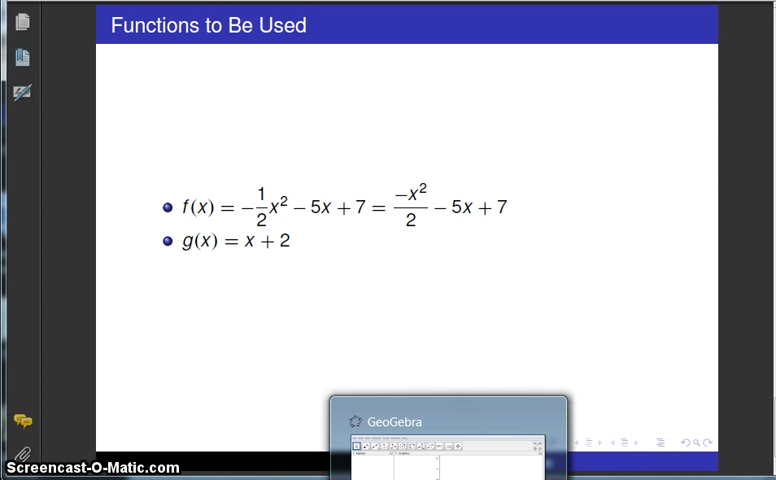 Functions to Be Used
f(x) = −1/2x² − 5x + 7 = −x²/2 − 5x + 7
g(x) = x + 2
GeoGebra
Screencast-O-Matic.com